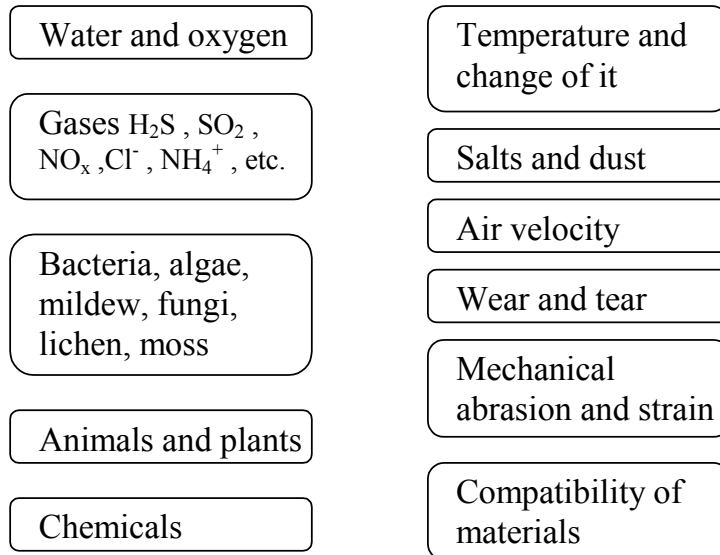 Water and oxygen
Gases H₂S , SO₂ ,
NOₓ ,Cl⁻ , NH₄⁺ , etc.
Bacteria, algae,
mildew, fungi,
lichen, moss
Animals and plants
Chemicals
Temperature and
change of it
Salts and dust
Air velocity
Wear and tear
Mechanical
abrasion and strain
Compatibility of
materials